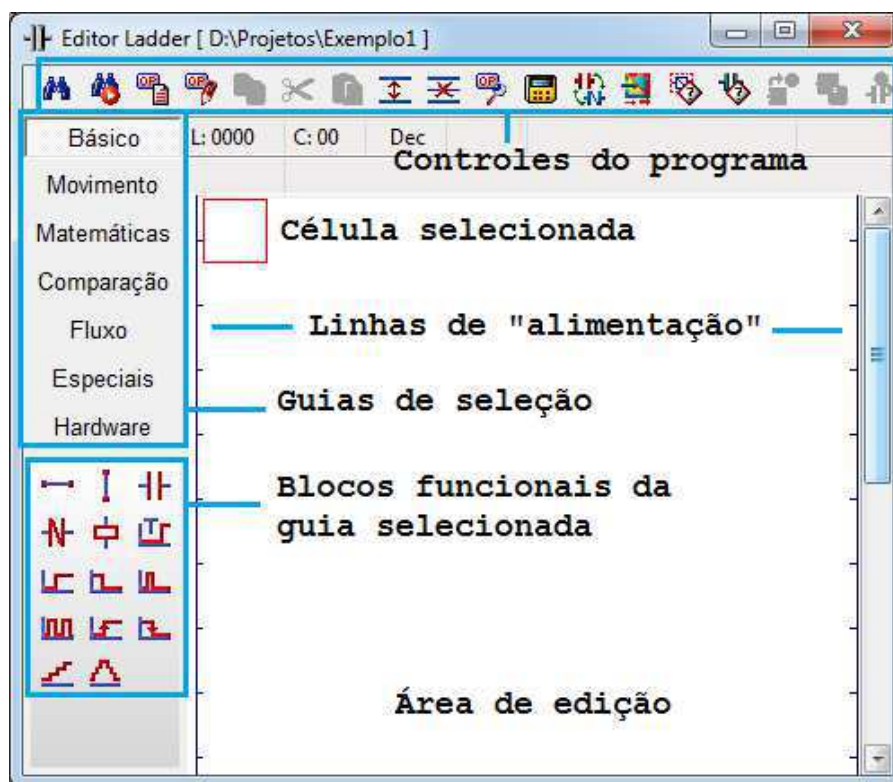 Editor Ladder [ D:\Projetos\Exemplo1 ]
Básico
L: 0000 C: 00 Dec
Controles do programa
Movimento
Matemáticas
Célula selecionada
Comparação
Fluxo
Linhas de "alimentação"
Especiais
Guias de seleção
Hardware
Blocos funcionais da
guia selecionada
Área de edição